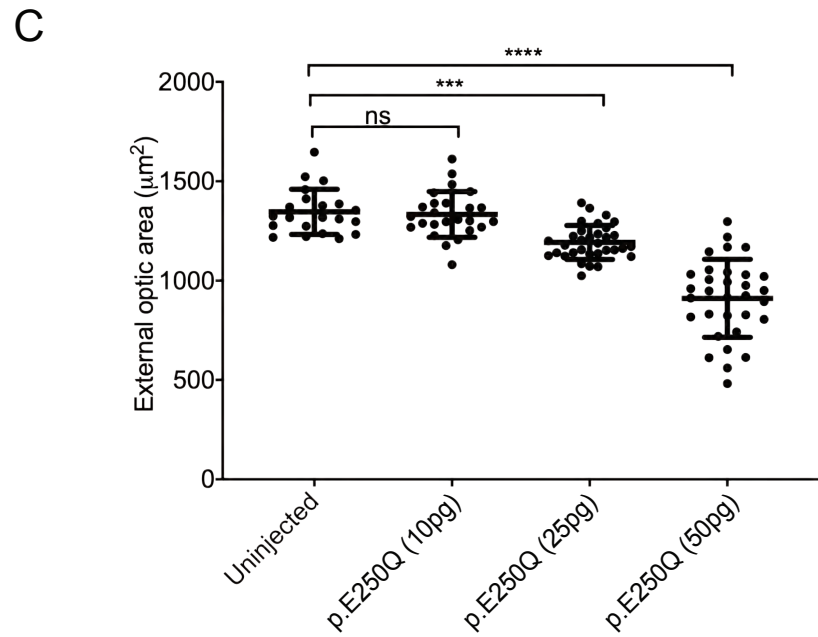 C
****
***
ns
2000
1500
1000
500
0
External optic area (μm²)
Uninjected
p.E250Q (10pg)
p.E250Q (25pg)
p.E250Q (50pg)